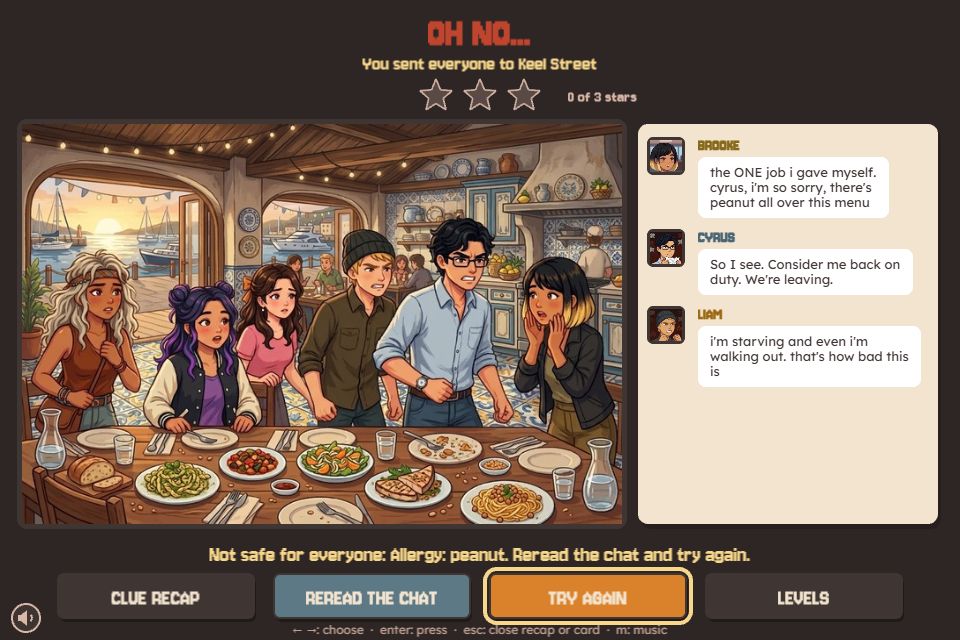 OH NO...
You sent everyone to Keel Street
0 of 3 stars
BROOKE
the ONE job i gave myself.
cyrus, i'm so sorry, there's
peanut all over this menu
CYRUS
So I see. Consider me back on
duty. We're leaving.
LIAM
i'm starving and even i'm
walking out. that's how bad this
is
Not safe for everyone: Allergy: peanut. Reread the chat and try again.
CLUE RECAP
REREAD THE CHAT
TRY AGAIN
LEVELS
← →: choose · enter: press · esc: close recap or card · m: music